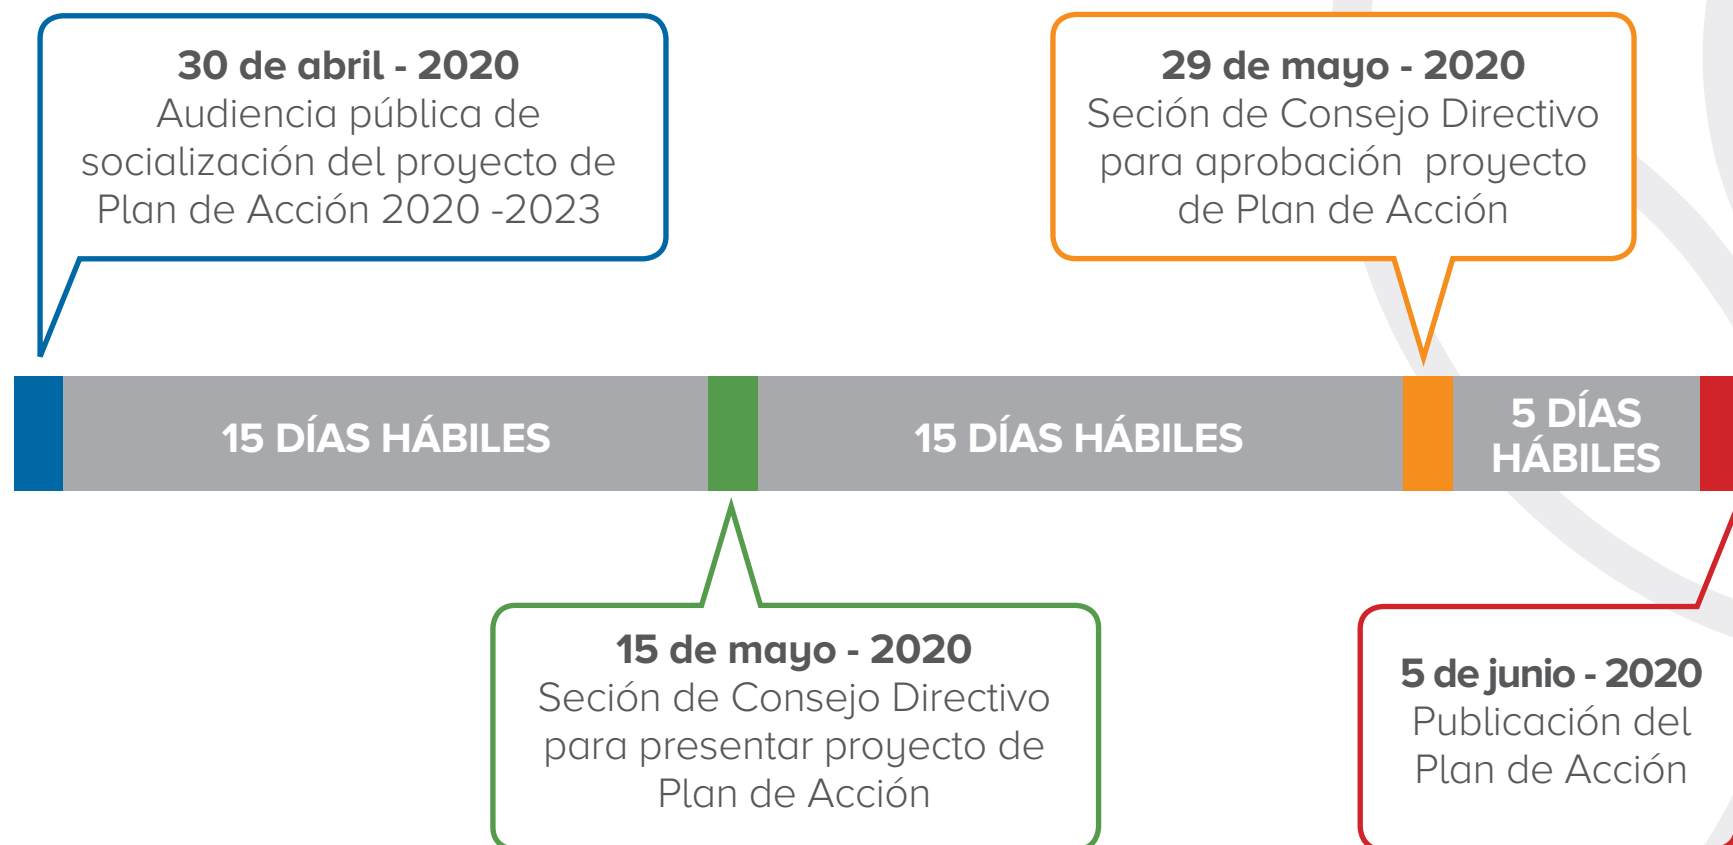 30 de abril - 2020
Audiencia pública de
socialización del proyecto de
Plan de Acción 2020 -2023
29 de mayo - 2020
Seción de Consejo Directivo
para aprobación  proyecto
de Plan de Acción
15 DÍAS HÁBILES
15 DÍAS HÁBILES
5 DÍAS
HÁBILES
15 de mayo - 2020
Seción de Consejo Directivo
para presentar proyecto de
Plan de Acción
5 de junio - 2020
Publicación del
Plan de Acción